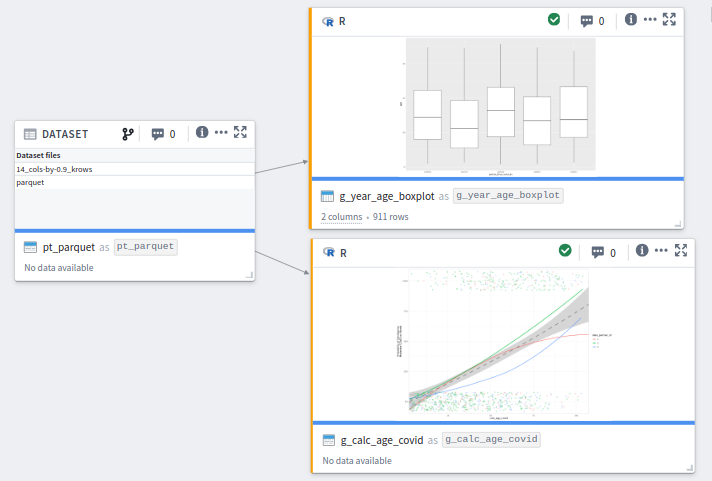 R
0
DATASET
0
Dataset files
14_cols-by-0.9_krows
parquet
g_year_age_boxplot as g_year_age_boxplot
2 columns • 911 rows
pt_parquet as pt_parquet
No data available
R
0
g_calc_age_covid as g_calc_age_covid
No data available